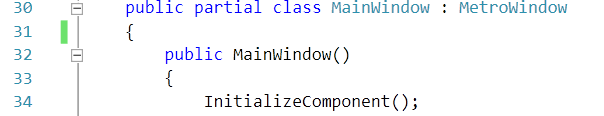 30 public partial class MainWindow : MetroWindow
31 {
32 public MainWindow()
33 {
34 InitializeComponent();